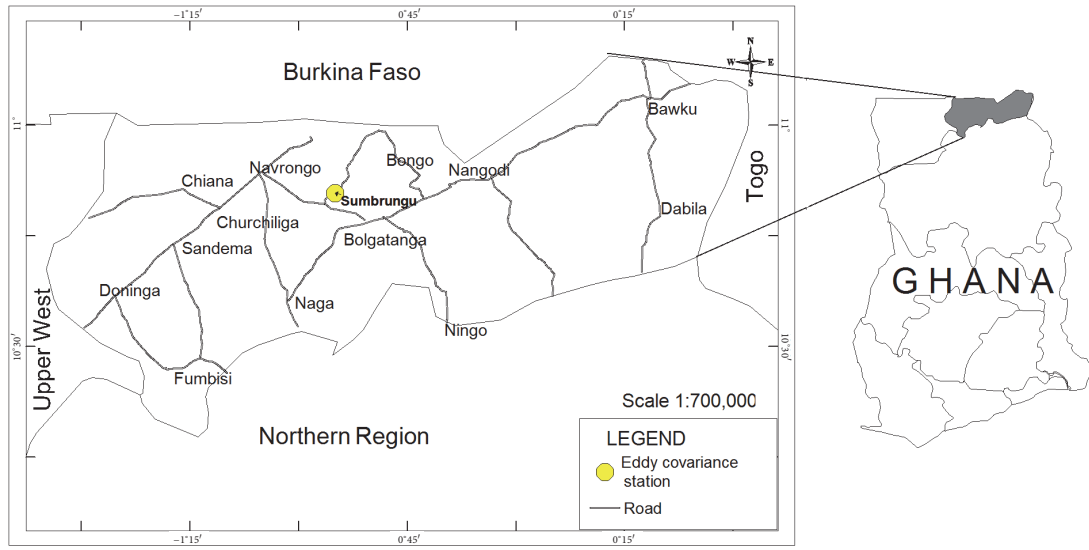 −1°15′
0°45′
0°15′
N
W
E
S
Burkina Faso
11°
11°
Bawku
Navrongo
Bongo
Nangodi
Chiana
Sumbrungu
Togo
Dabila
Churchiliga
Bolgatanga
Sandema
GHANA
Doninga
Naga
Ningo
Upper West
10°30′
10°30′
Fumbisi
Scale 1:700,000
Northern Region
LEGEND
Eddy covariance
station
Road
−1°15′
0°45′
0°15′